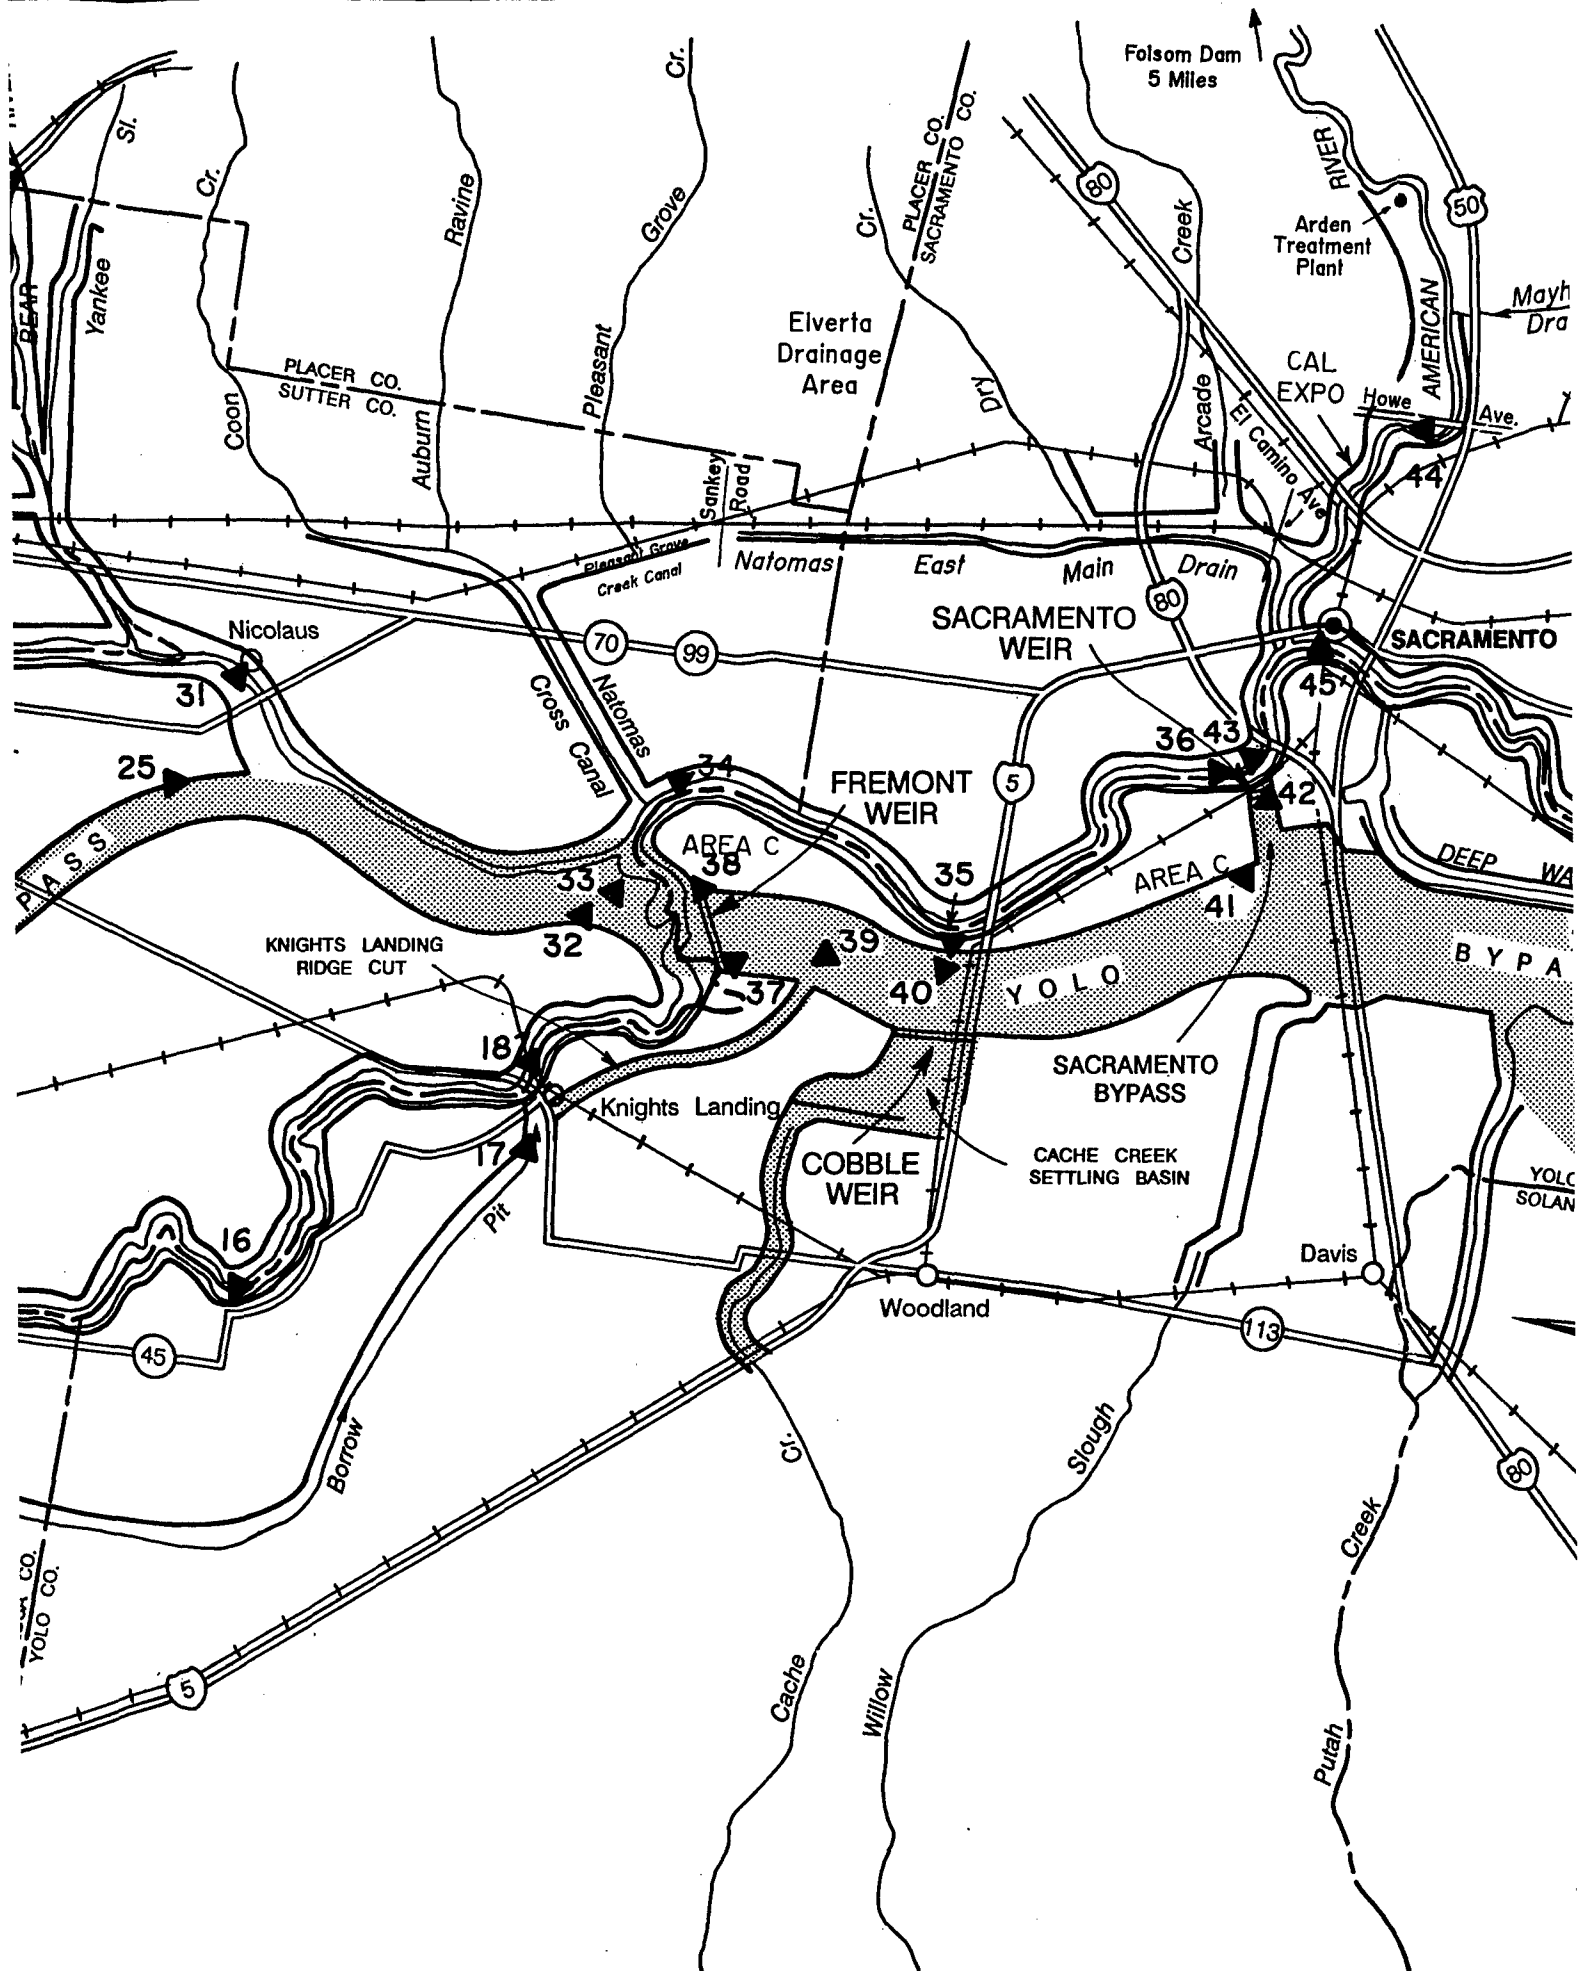 Folsom Dam
5 Miles
Cr.
Sl.
Cr.
PLACER CO.
SACRAMENTO CO.
80
RIVER
50
Arden
Treatment
Plant
Cr.
Ravine
Grove
Cr.
Creek
BEAR
Yankee
Elverta
Drainage
Area
AMERICAN
Mayh
Dra
CAL
EXPO
PLACER CO.
SUTTER CO.
Pleasant
Dry
Arcade
Howe
Ave.
Coon
Auburn
El Camino Ave
44
Sankey
Road
Pleasant Grove
Creek Canal
Natomas
East
Main
Drain
80
SACRAMENTO
WEIR
SACRAMENTO
Nicolaus
70
99
31
Cross Canal
Natomas
45
25
34
36
43
5
FREMONT
WEIR
42
PASS
AREA C
38
33
35
AREA C
DEEP
WA
41
32
39
KNIGHTS LANDING
RIDGE CUT
37
40
YOLO
BYPA
18
SACRAMENTO
BYPASS
Knights Landing
17
COBBLE
WEIR
CACHE CREEK
SETTLING BASIN
YOLO
SOLAN
Pit
16
Davis
Woodland
45
113
Borrow
Cr.
Slough
80
Creek
CO.
YOLO CO.
5
Cache
Willow
Putah